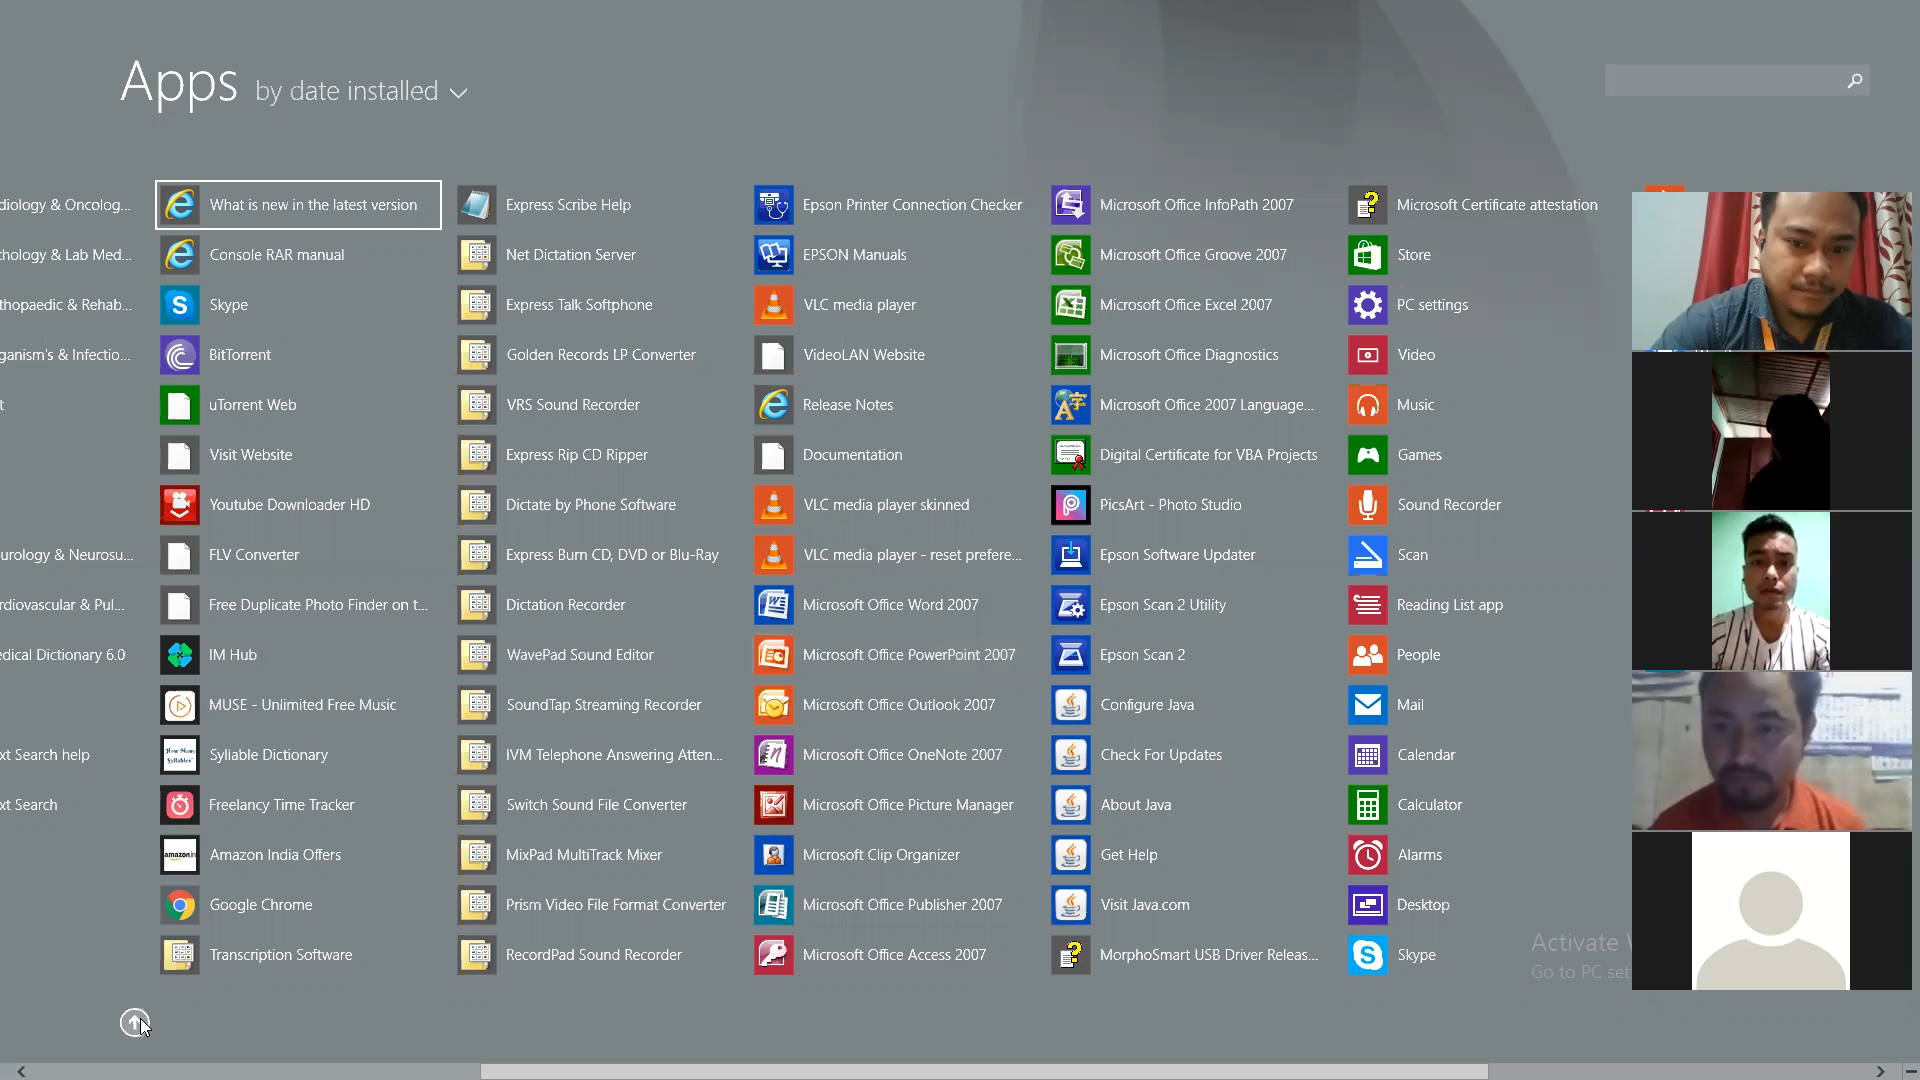 Apps by date installed
diology & Oncolog...
chology & Lab Med...
thopaedic & Rehab...
ganism's & Infectio...
t
urology & Neurosu...
rdiovascular & Pul...
edical Dictionary 6.0
xt Search help
xt Search
What is new in the latest version
Console RAR manual
Skype
BitTorrent
uTorrent Web
Visit Website
Youtube Downloader HD
FLV Converter
Free Duplicate Photo Finder on t...
IM Hub
MUSE - Unlimited Free Music
Syllable Dictionary
Freelancy Time Tracker
Amazon India Offers
Google Chrome
Transcription Software
Express Scribe Help
Net Dictation Server
Express Talk Softphone
Golden Records LP Converter
VRS Sound Recorder
Express Rip CD Ripper
Dictate by Phone Software
Express Burn CD, DVD or Blu-Ray
Dictation Recorder
WavePad Sound Editor
SoundTap Streaming Recorder
IVM Telephone Answering Atten...
Switch Sound File Converter
MixPad MultiTrack Mixer
Prism Video File Format Converter
RecordPad Sound Recorder
Epson Printer Connection Checker
EPSON Manuals
VLC media player
VideoLAN Website
Release Notes
Documentation
VLC media player skinned
VLC media player - reset prefere...
Microsoft Office Word 2007
Microsoft Office PowerPoint 2007
Microsoft Office Outlook 2007
Microsoft Office OneNote 2007
Microsoft Office Picture Manager
Microsoft Clip Organizer
Microsoft Office Publisher 2007
Microsoft Office Access 2007
Microsoft Office InfoPath 2007
Microsoft Office Groove 2007
Microsoft Office Excel 2007
Microsoft Office Diagnostics
Microsoft Office 2007 Language...
Digital Certificate for VBA Projects
PicsArt - Photo Studio
Epson Software Updater
Epson Scan 2 Utility
Epson Scan 2
Configure Java
Check For Updates
About Java
Get Help
Visit Java.com
MorphoSmart USB Driver Releas...
Microsoft Certificate attestation
Store
PC settings
Video
Music
Games
Sound Recorder
Scan
Reading List app
People
Mail
Calendar
Calculator
Alarms
Desktop
Skype
Activate
Go to PC set